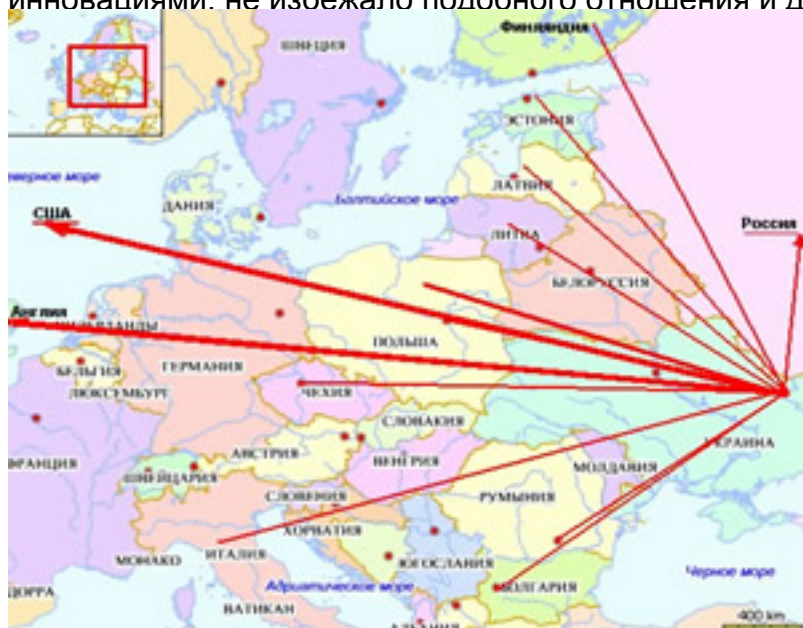 инновациями. не избежало подобного отношения и д
Финляндия
ШВЕЦИЯ
ЭСТОНИЯ
ЛАТВИЯ
Балтийское море
ДАНИЯ
США
Россия
ЛИТВА
БЕЛОРУССИЯ
Англия
ПОЛЬША
БЕЛЬГИЯ
ГЕРМАНИЯ
ЛЮКСЕМБУРГ
ЧЕХИЯ
СЛОВАКИЯ
УКРАИНА
АВСТРИЯ
ВЕНГРИЯ
МОЛДАВИЯ
ШВЕЙЦАРИЯ
СЛОВЕНИЯ
РУМЫНИЯ
ХОРВАТИЯ
МОНАКО
ИТАЛИЯ
ЮГОСЛАВИЯ
Черное море
Адриатическое море
БОЛГАРИЯ
ВАТИКАН
400 km